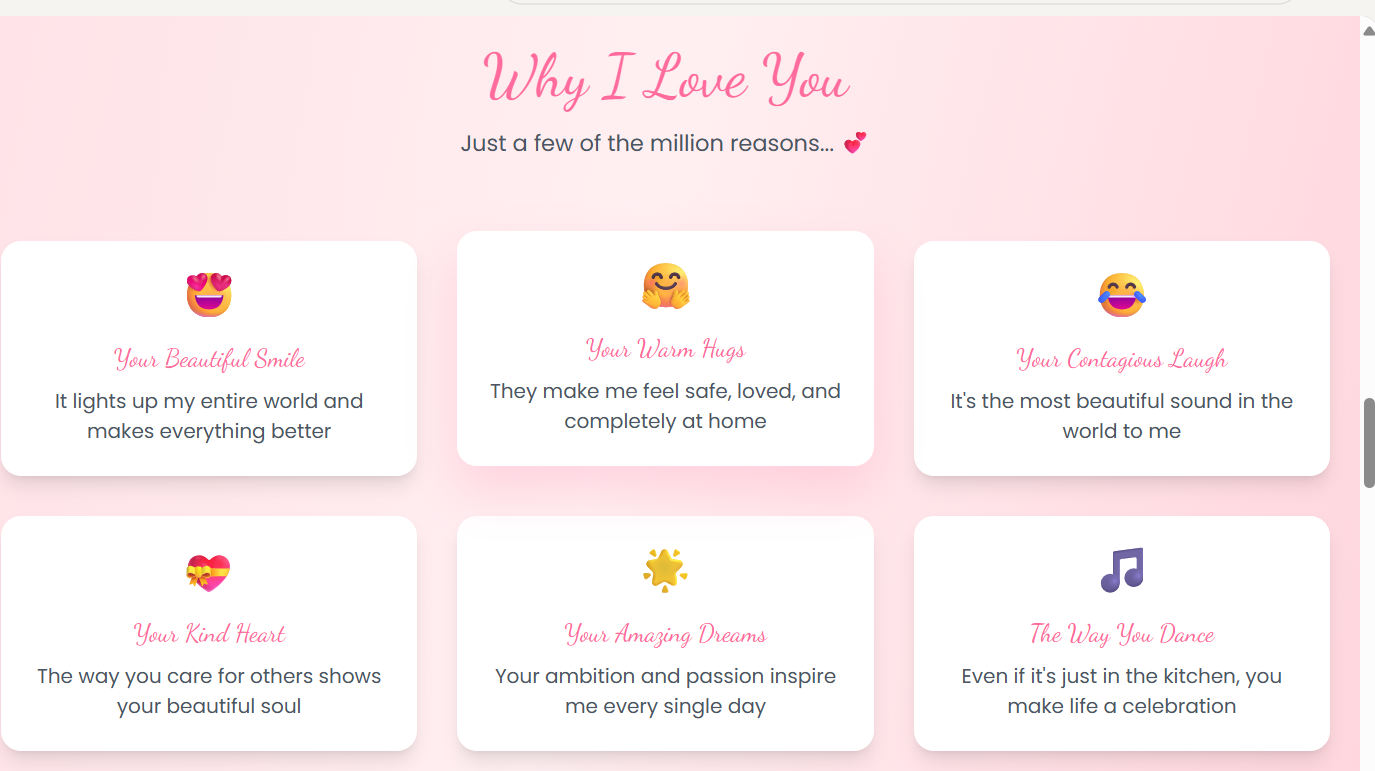 Why I Love You
Just a few of the million reasons... 💕
Your Beautiful Smile
It lights up my entire world and
makes everything better
Your Warm Hugs
They make me feel safe, loved, and
completely at home
Your Contagious Laugh
It's the most beautiful sound in the
world to me
Your Kind Heart
The way you care for others shows
your beautiful soul
Your Amazing Dreams
Your ambition and passion inspire
me every single day
The Way You Dance
Even if it's just in the kitchen, you
make life a celebration